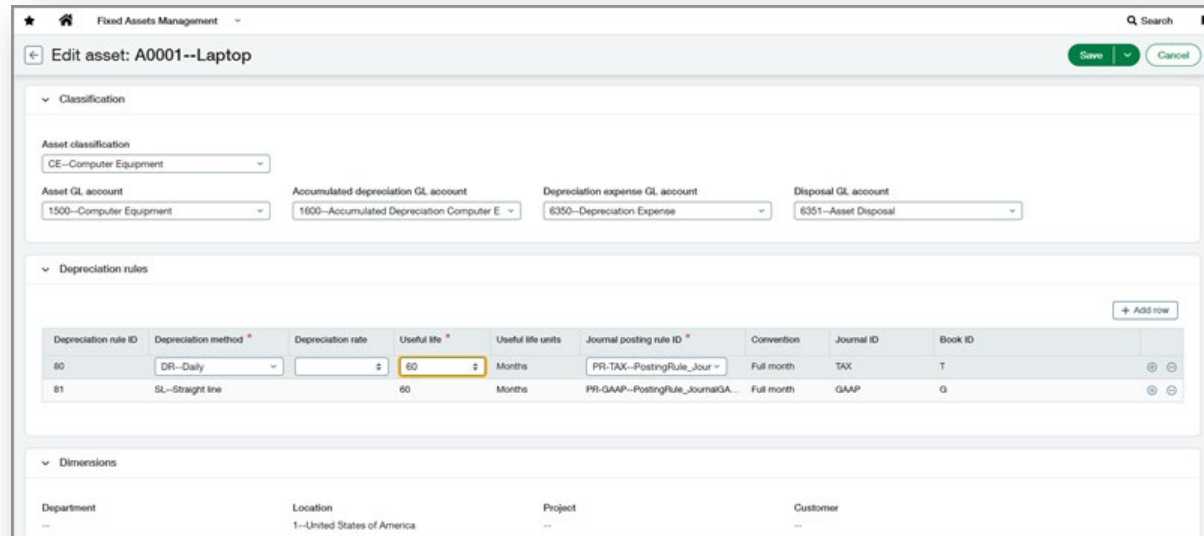 Fixed Assets Management
Search
Edit asset: A0001--Laptop
Save
Cancel
Classification
Asset classification
CE--Computer Equipment
Asset GL account Accumulated depreciation GL account Depreciation expense GL account Disposal GL account
1500--Computer Equipment 1600--Accumulated Depreciation Computer E 6350--Depreciation Expense 6351--Asset Disposal
Depreciation rules
+ Add row
Depreciation rule ID Depreciation method * Depreciation rate Useful life * Useful life units Journal posting rule ID * Convention Journal ID Book ID
80 DR--Daily 60 Months PR-TAX--PostingRule_Jour Full month TAX T
81 SL--Straight line 60 Months PR-GAAP--PostingRule_JournalGA... Full month GAAP G
Dimensions
Department Location Project Customer
-- 1--United States of America -- --